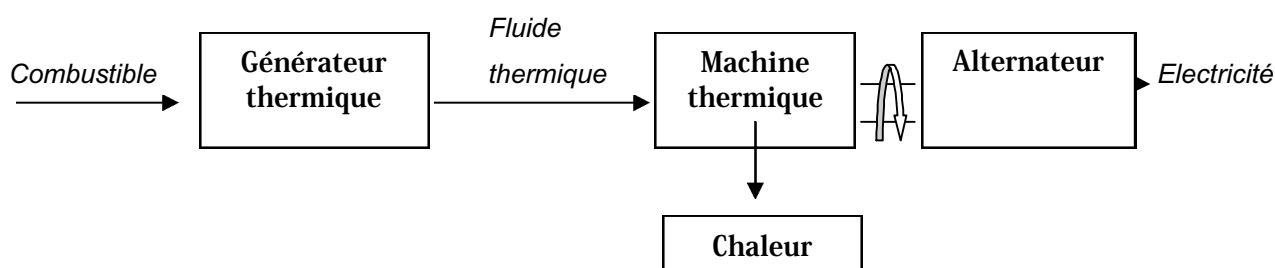 Combustible
Générateur
thermique
Fluide
thermique
Machine
thermique
Alternateur
Electricité
Chaleur